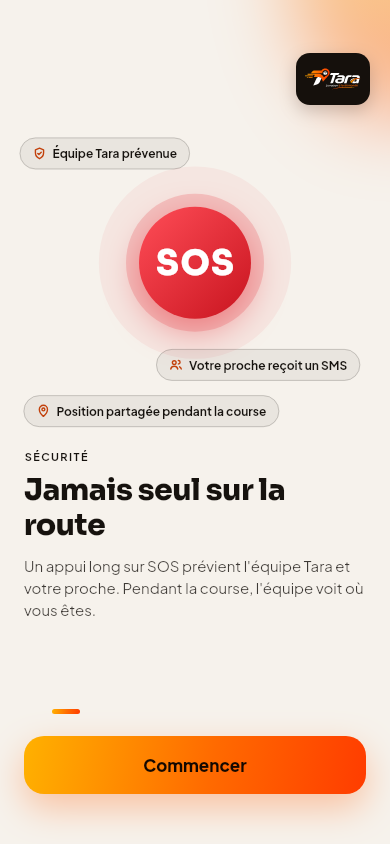 Tara
Équipe Tara prévenue
SOS
Votre proche reçoit un SMS
Position partagée pendant la course
SÉCURITÉ
Jamais seul sur la
route
Un appui long sur SOS prévient l'équipe Tara et
votre proche. Pendant la course, l'équipe voit où
vous êtes.
Commencer